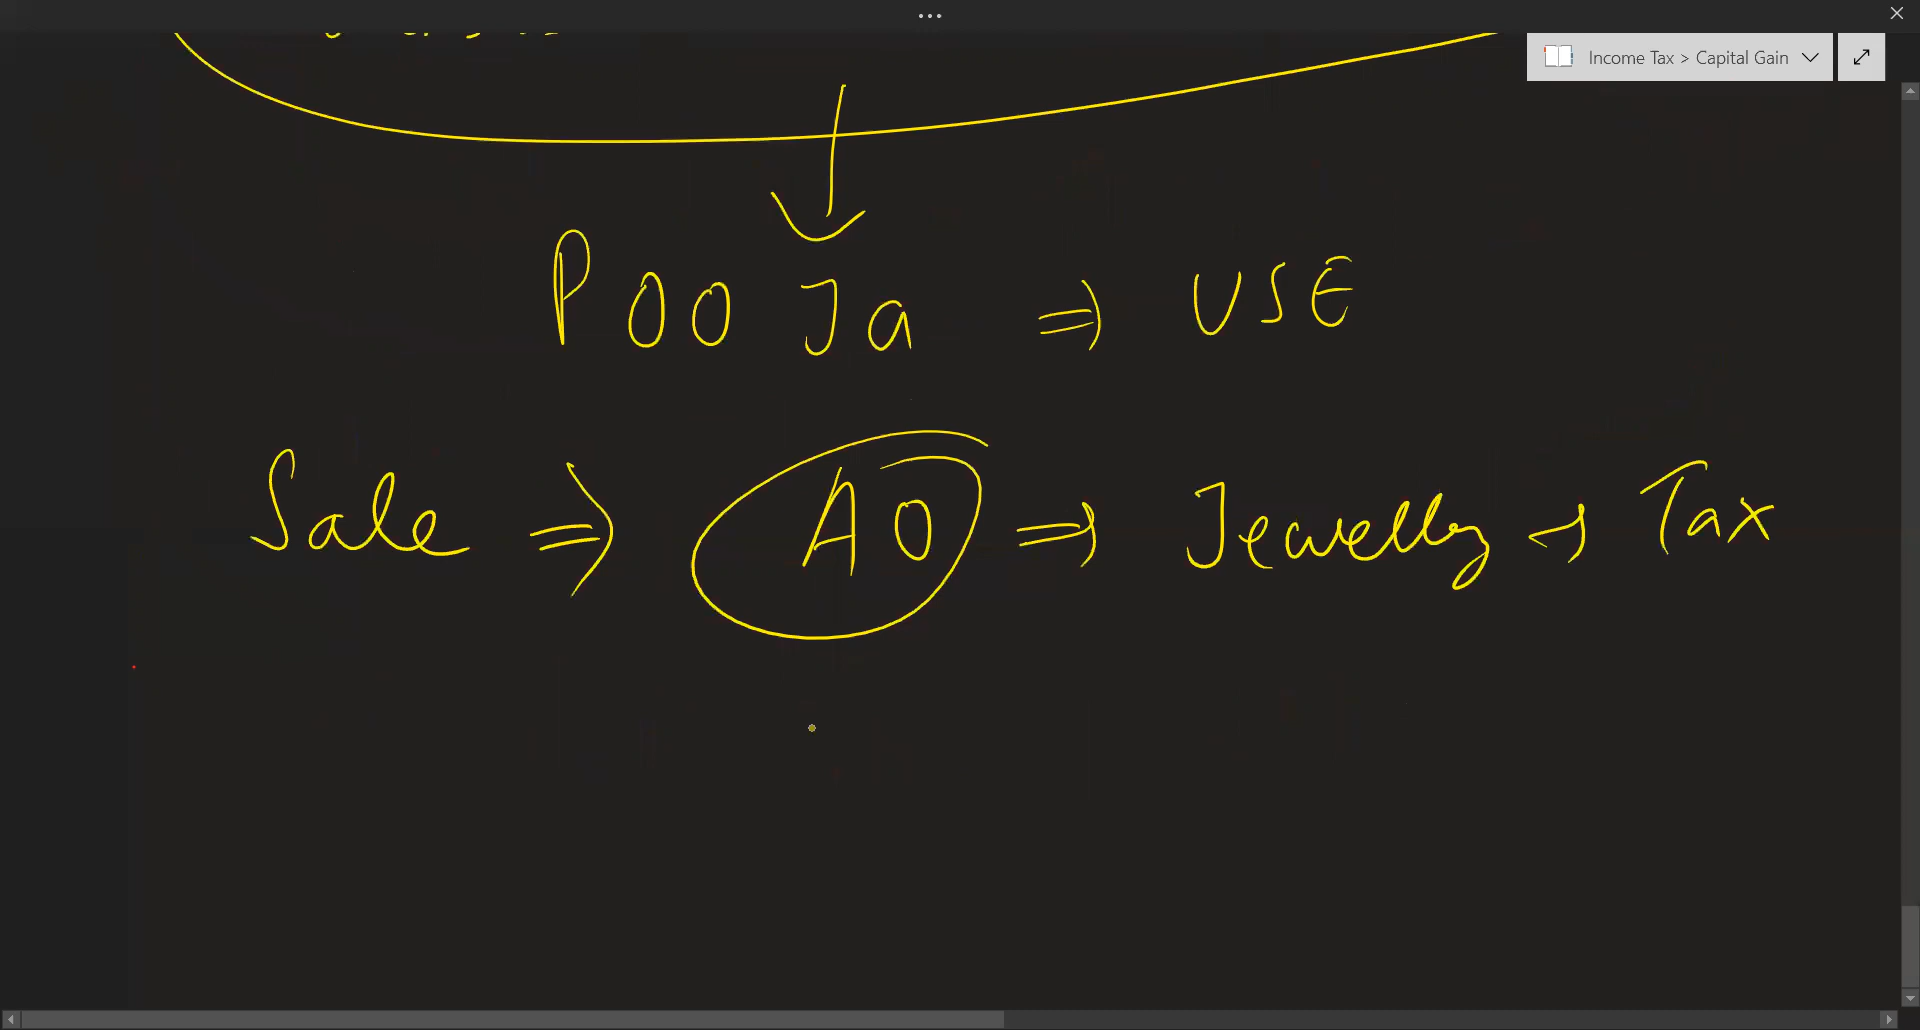 Income Tax > Capital Gain
POOJa ⇒ USE
Sale ⇒ AO ⇒ Jewelly → Tax